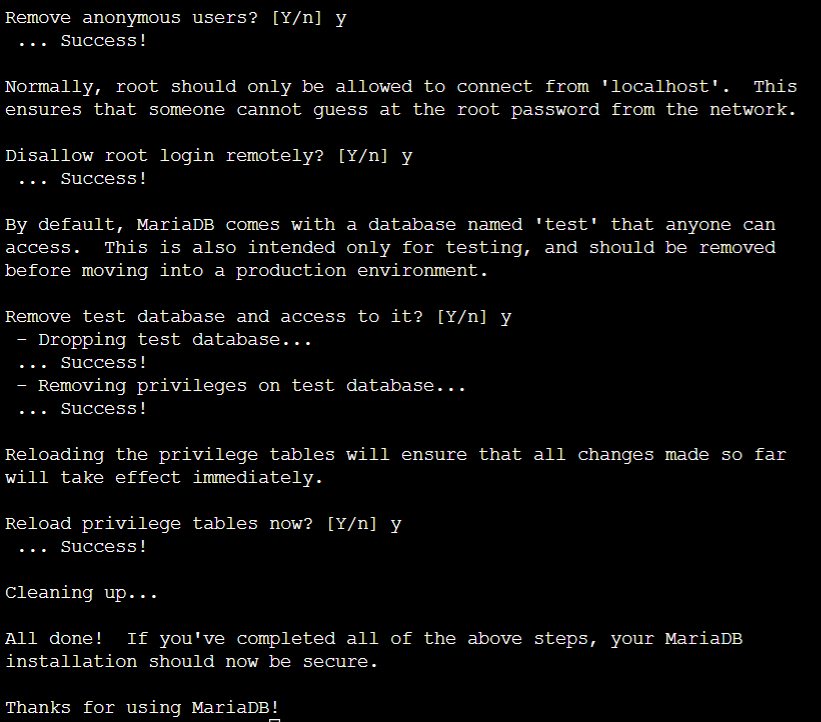 Remove anonymous users? [Y/n] y
 ... Success!
Normally, root should only be allowed to connect from 'localhost'.  This
ensures that someone cannot guess at the root password from the network.
Disallow root login remotely? [Y/n] y
 ... Success!
By default, MariaDB comes with a database named 'test' that anyone can
access.  This is also intended only for testing, and should be removed
before moving into a production environment.
Remove test database and access to it? [Y/n] y
 - Dropping test database...
 ... Success!
 - Removing privileges on test database...
 ... Success!
Reloading the privilege tables will ensure that all changes made so far
will take effect immediately.
Reload privilege tables now? [Y/n] y
 ... Success!
Cleaning up...
All done!  If you've completed all of the above steps, your MariaDB
installation should now be secure.
Thanks for using MariaDB!